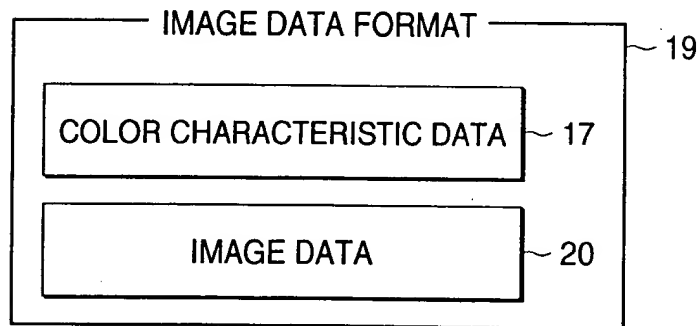 IMAGE DATA FORMAT
19
COLOR CHARACTERISTIC DATA
17
IMAGE DATA
20